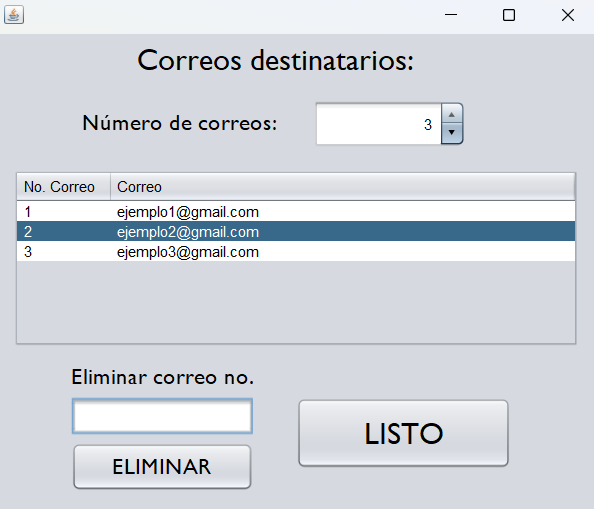 Correos destinatarios:
Número de correos: 3
No. Correo Correo
1 ejemplo1@gmail.com
2 ejemplo2@gmail.com
3 ejemplo3@gmail.com
Eliminar correo no.
LISTO
ELIMINAR